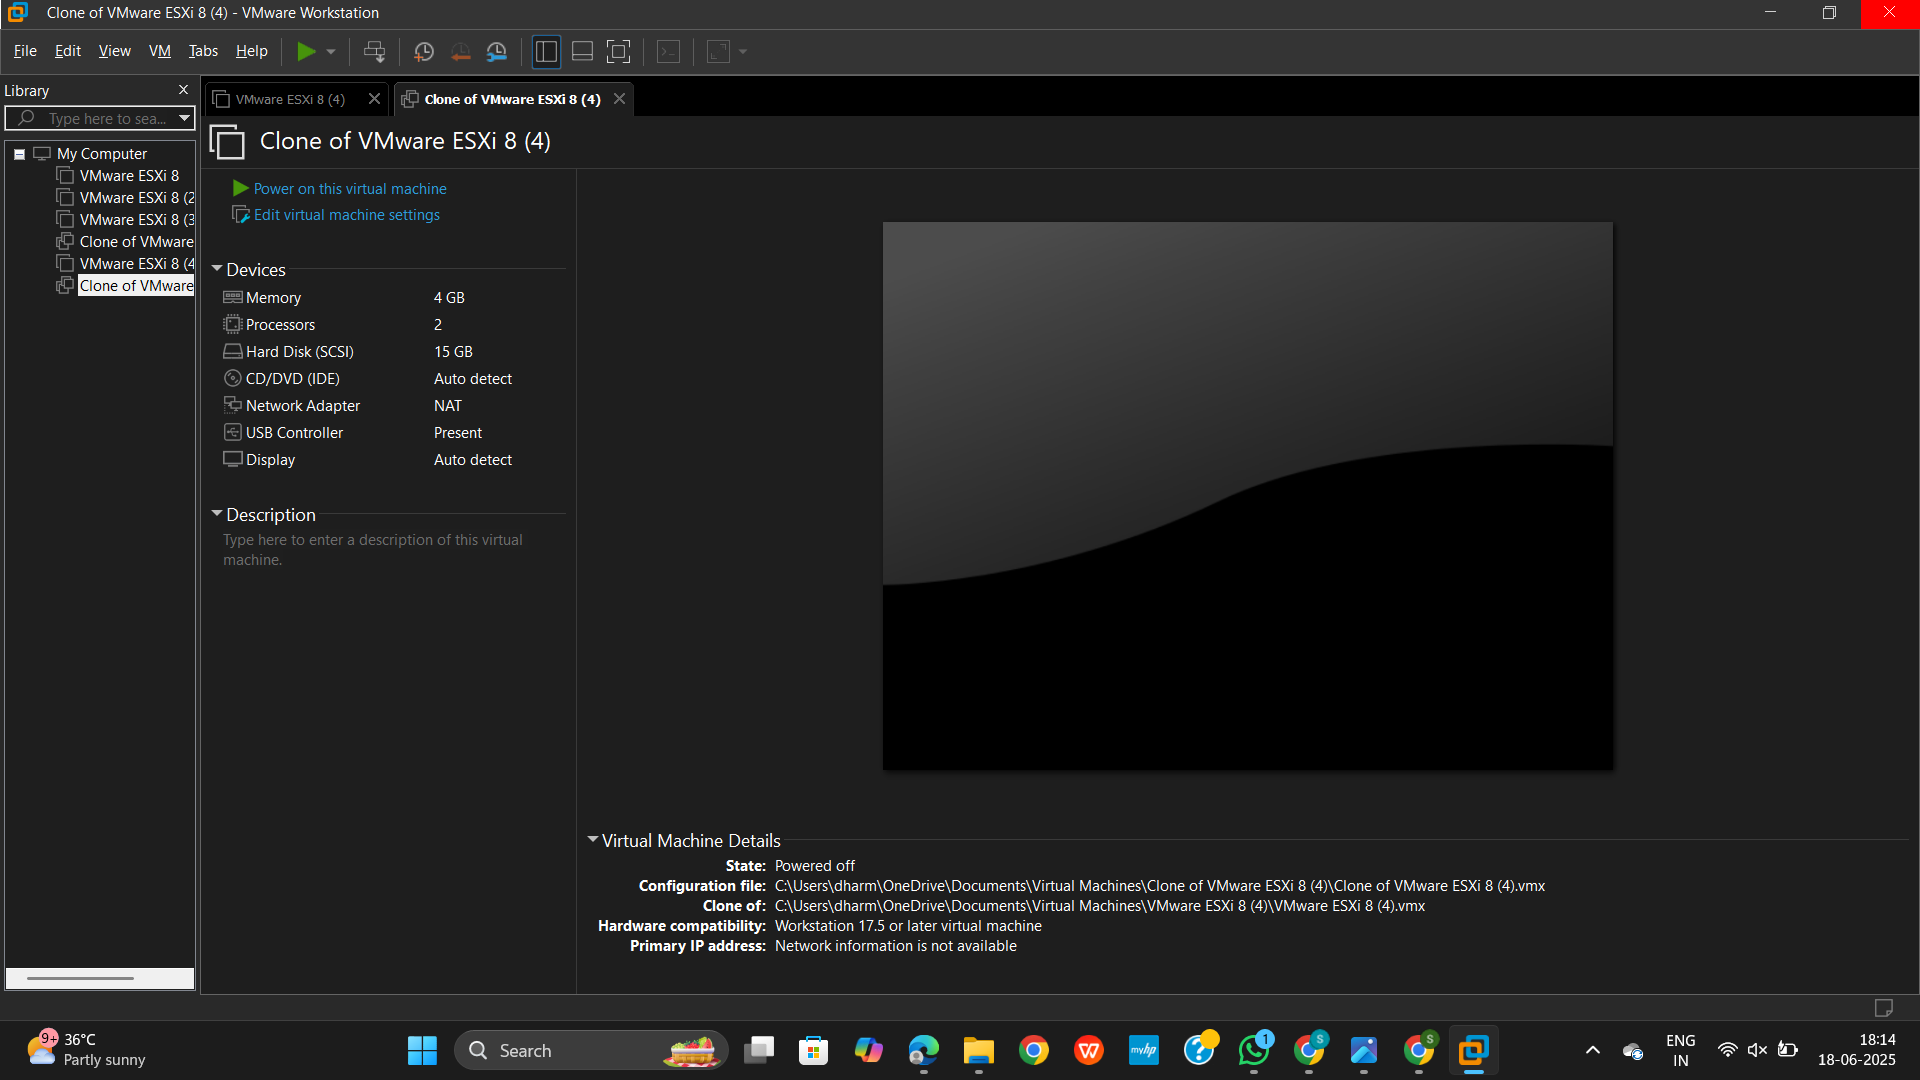 Clone of VMware ESXi 8 (4) - VMware Workstation
File Edit View VM Tabs Help
Library
Type here to sea...
VMware ESXi 8 (4)
Clone of VMware ESXi 8 (4)
My Computer
VMware ESXi 8
VMware ESXi 8 (2
VMware ESXi 8 (3
Clone of VMware
VMware ESXi 8 (4
Clone of VMware
Clone of VMware ESXi 8 (4)
Power on this virtual machine
Edit virtual machine settings
Devices
Memory 4 GB
Processors 2
Hard Disk (SCSI) 15 GB
CD/DVD (IDE) Auto detect
Network Adapter NAT
USB Controller Present
Display Auto detect
Description
Type here to enter a description of this virtual
machine.
Virtual Machine Details
State: Powered off
Configuration file: C:\Users\dharm\OneDrive\Documents\Virtual Machines\Clone of VMware ESXi 8 (4)\Clone of VMware ESXi 8 (4).vmx
Clone of: C:\Users\dharm\OneDrive\Documents\Virtual Machines\VMware ESXi 8 (4)\VMware ESXi 8 (4).vmx
Hardware compatibility: Workstation 17.5 or later virtual machine
Primary IP address: Network information is not available
9+
36°C
Partly sunny
Search
W
myhp
?
1
S
S
ENG
IN
18:14
18-06-2025